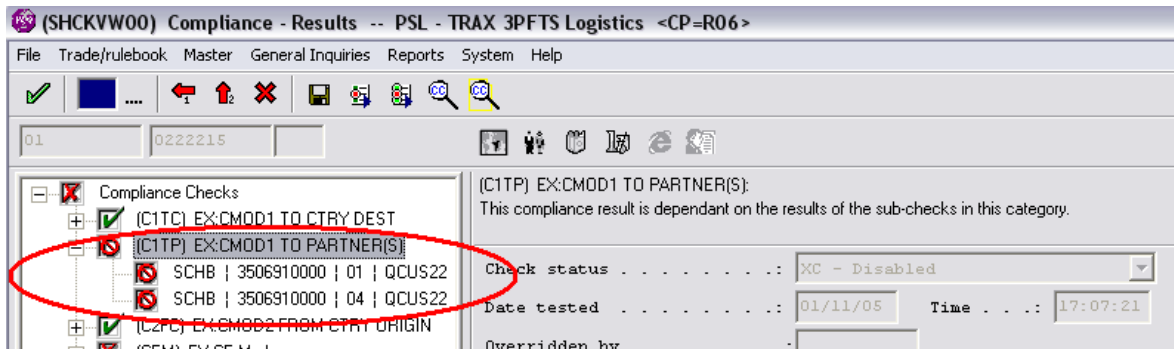 (SHCKVW00) Compliance - Results -- PSL - TRAX 3PFTS Logistics <CP=R06>
File Trade/rulebook Master General Inquiries Reports System Help
.... 1 2 CC CC
01 0222215
Compliance Checks
(C1TC) EX:CMOD1 TO CTRY DEST
(C1TP) EX:CMOD1 TO PARTNER(S)
SCHB | 3506910000 | 01 | QCUS22
SCHB | 3506910000 | 04 | QCUS22
(C2FC) EX:CMOD2 FROM CTRY ORIGIN
(C1TP) EX:CMOD1 TO PARTNER(S):
This compliance result is dependant on the results of the sub-checks in this category.
Check status . . . . . . . .: XC - Disabled
Date tested . . . . . . . .: 01/11/05 Time . . .: 17:07:21
Overridden by :